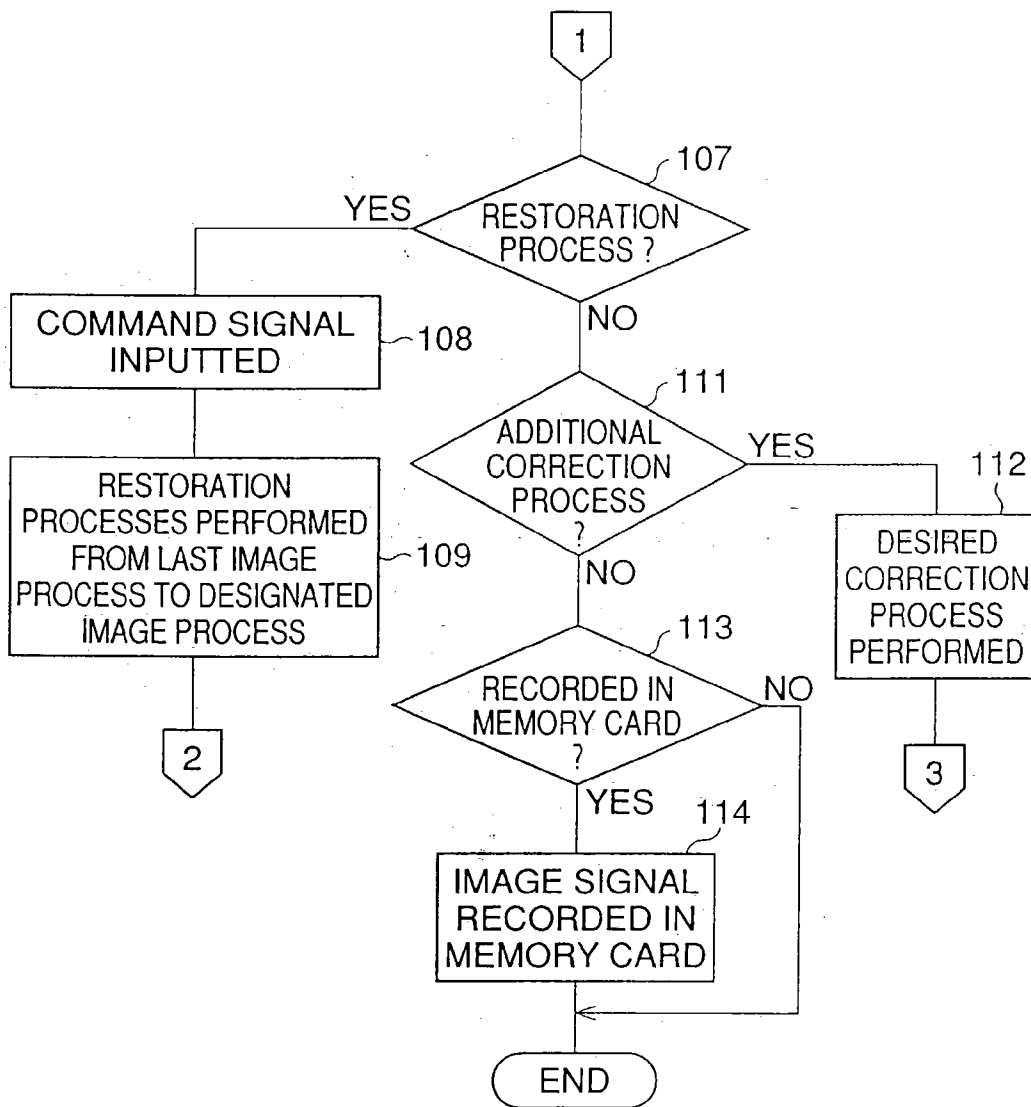 1
107
YES
RESTORATION
PROCESS ?
NO
COMMAND SIGNAL
INPUTTED
108
111
ADDITIONAL
CORRECTION
PROCESS
?
YES
NO
112
DESIRED
CORRECTION
PROCESS
PERFORMED
RESTORATION
PROCESSES PERFORMED
FROM LAST IMAGE
PROCESS TO DESIGNATED
IMAGE PROCESS
109
113
RECORDED IN
MEMORY CARD
?
NO
YES
2
3
114
IMAGE SIGNAL
RECORDED IN
MEMORY CARD
END